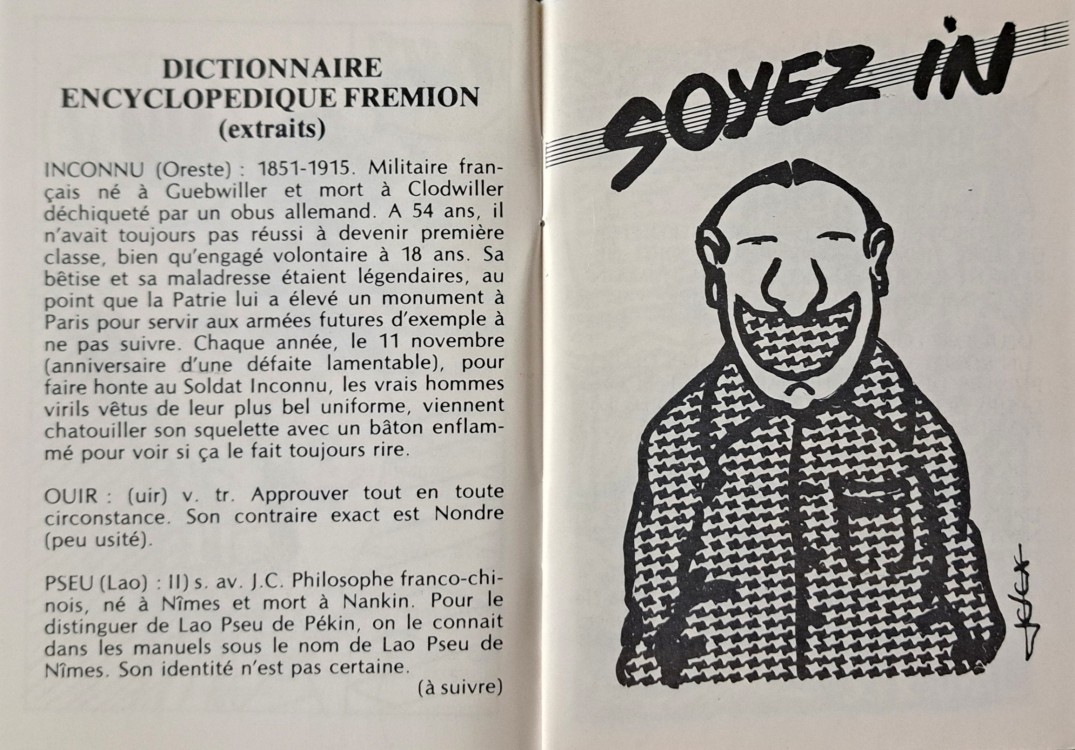 DICTIONNAIRE
ENCYCLOPEDIQUE FREMION
(extraits)
INCONNU (Oreste) : 1851-1915. Militaire fran-
çais né à Guebwiller et mort à Clodwiller
déchiqueté par un obus allemand. A 54 ans, il
n'avait toujours pas réussi à devenir première
classe, bien qu'engagé volontaire à 18 ans. Sa
bêtise et sa maladresse étaient légendaires, au
point que la Patrie lui a élevé un monument à
Paris pour servir aux armées futures d'exemple à
ne pas suivre. Chaque année, le 11 novembre
(anniversaire d'une défaite lamentable), pour
faire honte au Soldat Inconnu, les vrais hommes
virils vêtus de leur plus bel uniforme, viennent
chatouiller son squelette avec un bâton enflam-
mé pour voir si ça le fait toujours rire.
OUIR : (uir) v. tr. Approuver tout en toute
circonstance. Son contraire exact est Nondre
(peu usité).
PSEU (Lao) : II) s. av. J.C. Philosophe franco-chi-
nois, né à Nîmes et mort à Nankin. Pour le
distinguer de Lao Pseu de Pékin, on le connait
dans les manuels sous le nom de Lao Pseu de
Nîmes. Son identité n'est pas certaine.
(à suivre)
SOYEZ IN